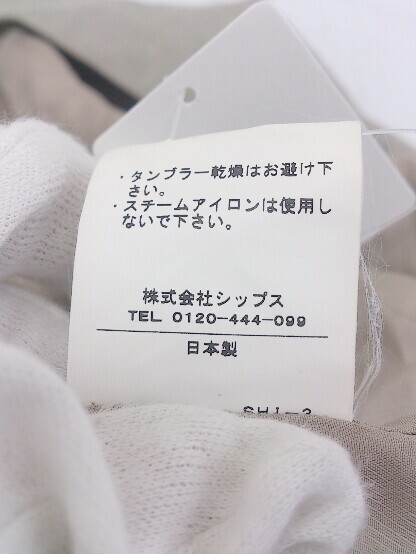 ・タンブラー乾燥はお避け下
さい。
・スチームアイロンは使用し
ないで下さい。
株式会社シップス
TEL 0120-444-099
日本製